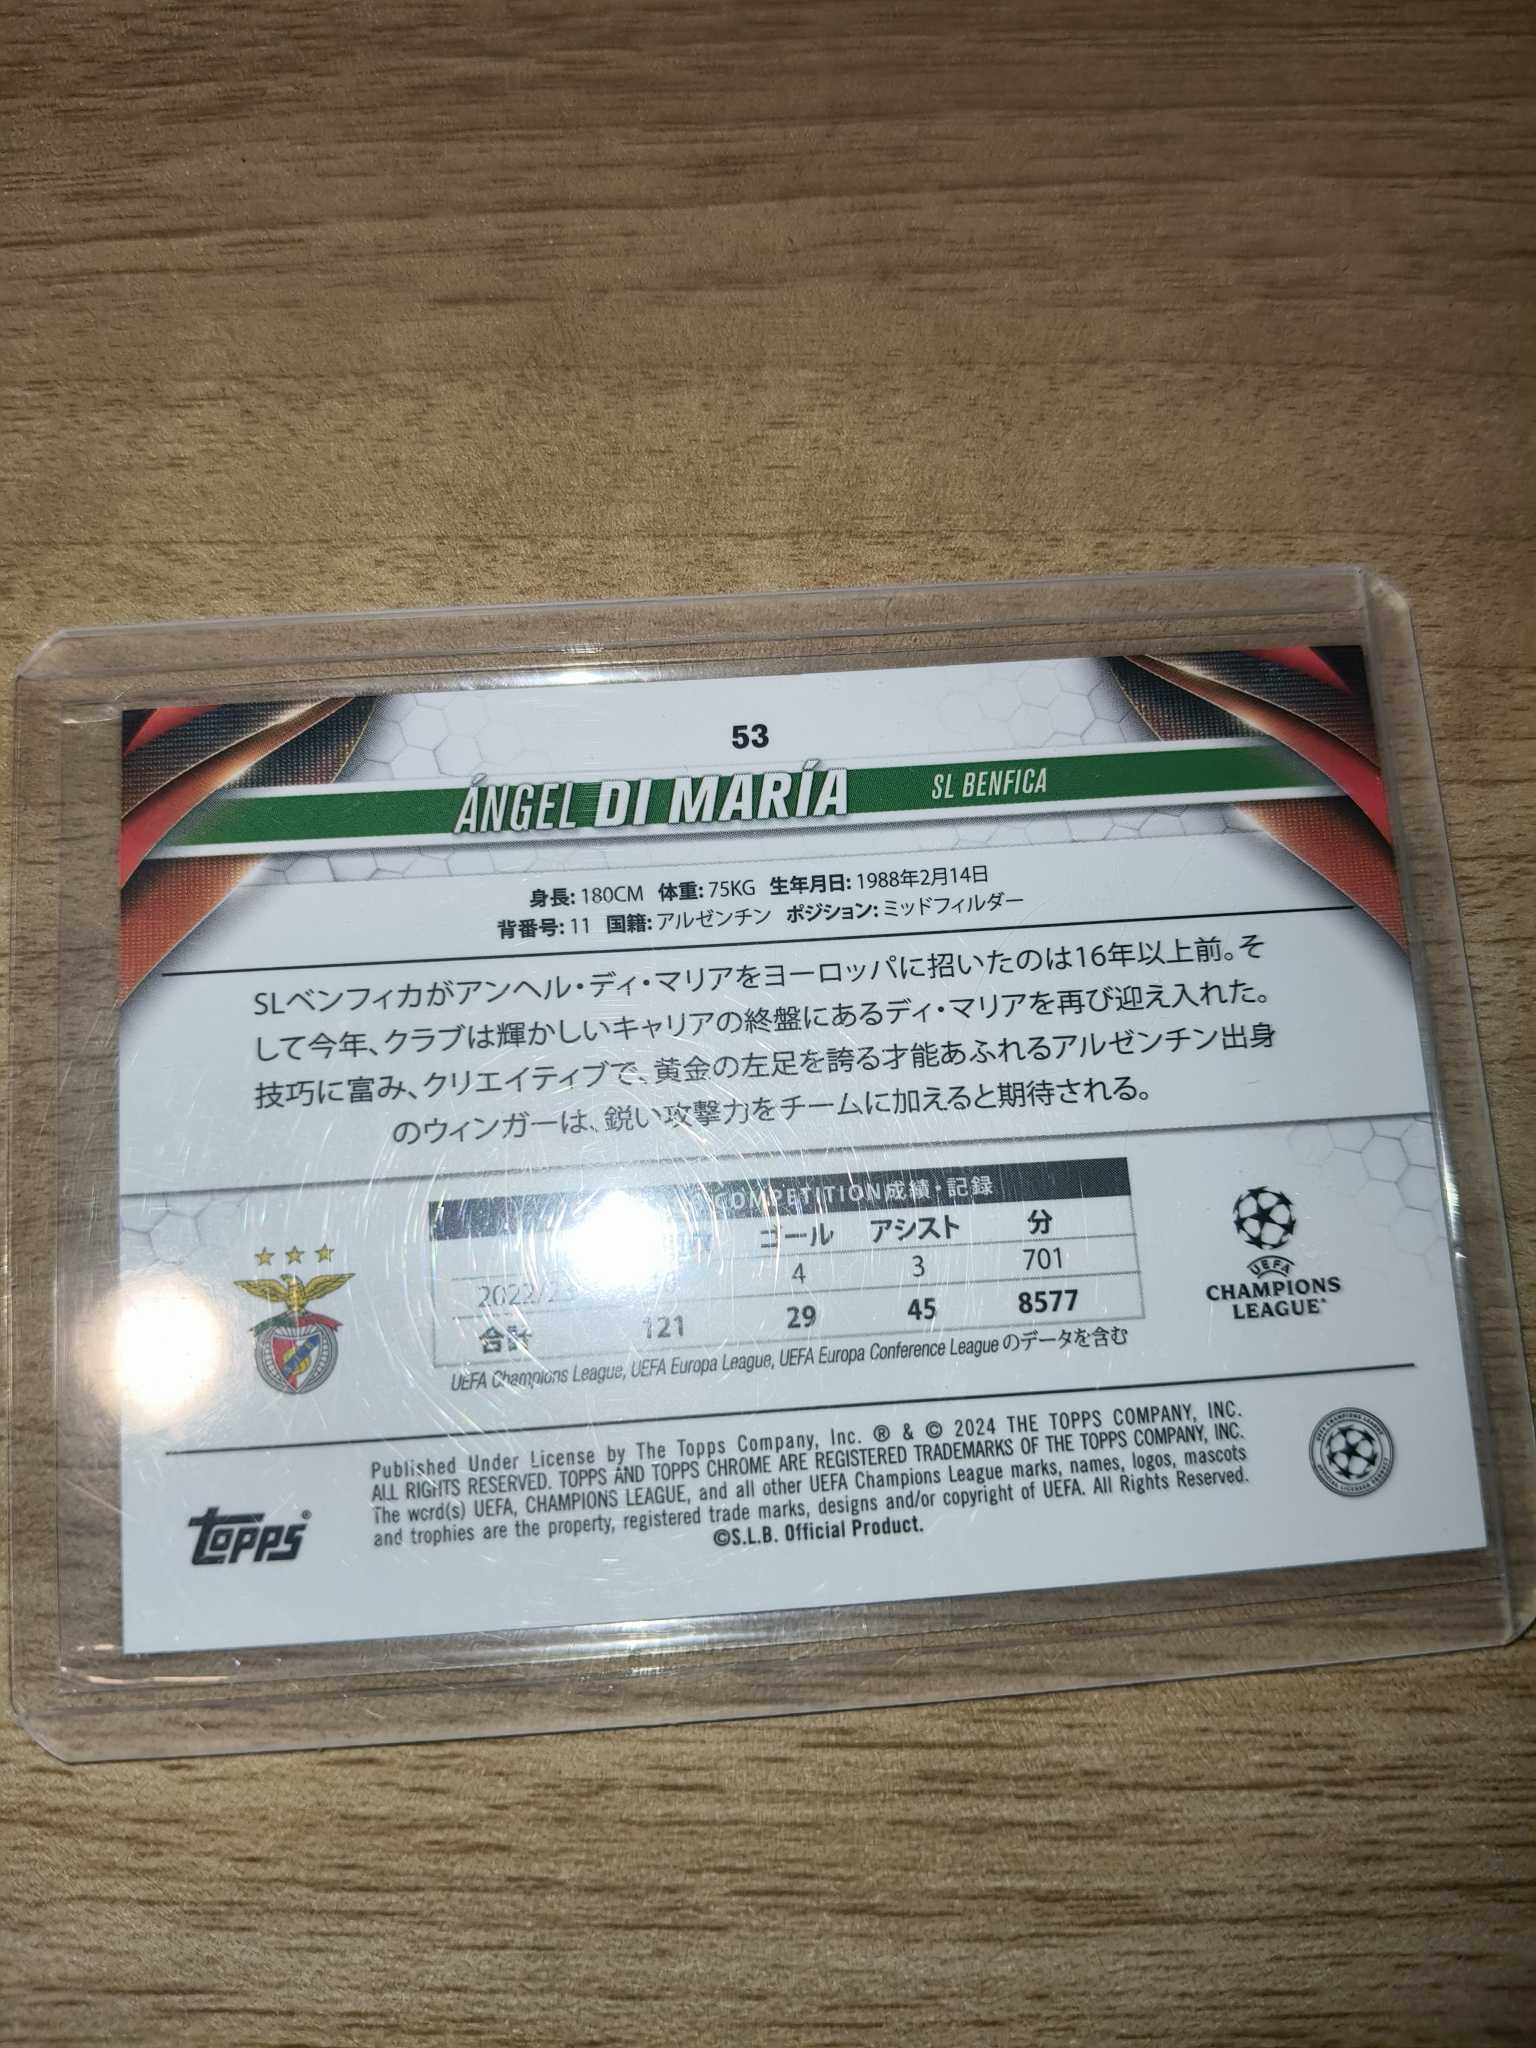 53
ÁNGEL DI MARÍA SL BENFICA
身長: 180CM 体重: 75KG 生年月日: 1988年2月14日
背番号: 11 国籍: アルゼンチン ポジション: ミッドフィルダー
SLベンフィカがアンヘル・ディ・マリアをヨーロッパに招いたのは16年以上前。そ
して今年、クラブは輝かしいキャリアの終盤にあるディ・マリアを再び迎え入れた。
技巧に富み、クリエイティブで、黄金の左足を誇る才能あふれるアルゼンチン出身
のウィンガーは、鋭い攻撃力をチームに加えると期待される。
COMPETITION成績・記録
ゴール アシスト 分
4 3 701
合計 121 29 45 8577
UEFA Champions League, UEFA Europa League, UEFA Europa Conference Leagueのデータを含む
UEFA
CHAMPIONS
LEAGUE
Published Under License by The Topps Company, Inc. ® & © 2024 THE TOPPS COMPANY, INC.
ALL RIGHTS RESERVED. TOPPS AND TOPPS CHROME ARE REGISTERED TRADEMARKS OF THE TOPPS COMPANY, INC.
The word(s) UEFA, CHAMPIONS LEAGUE, and all other UEFA Champions League marks, names, logos, mascots
and trophies are the property, registered trade marks, designs and/or copyright of UEFA. All Rights Reserved.
©S.L.B. Official Product.
topps®